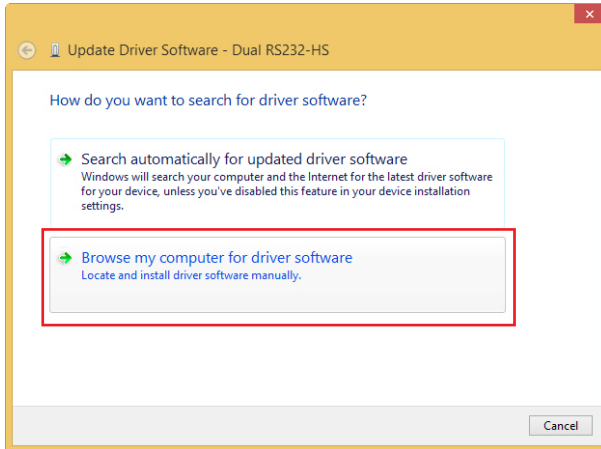 Update Driver Software - Dual RS232-HS
How do you want to search for driver software?
Search automatically for updated driver software
Windows will search your computer and the Internet for the latest driver software
for your device, unless you've disabled this feature in your device installation
settings.
Browse my computer for driver software
Locate and install driver software manually.
Cancel